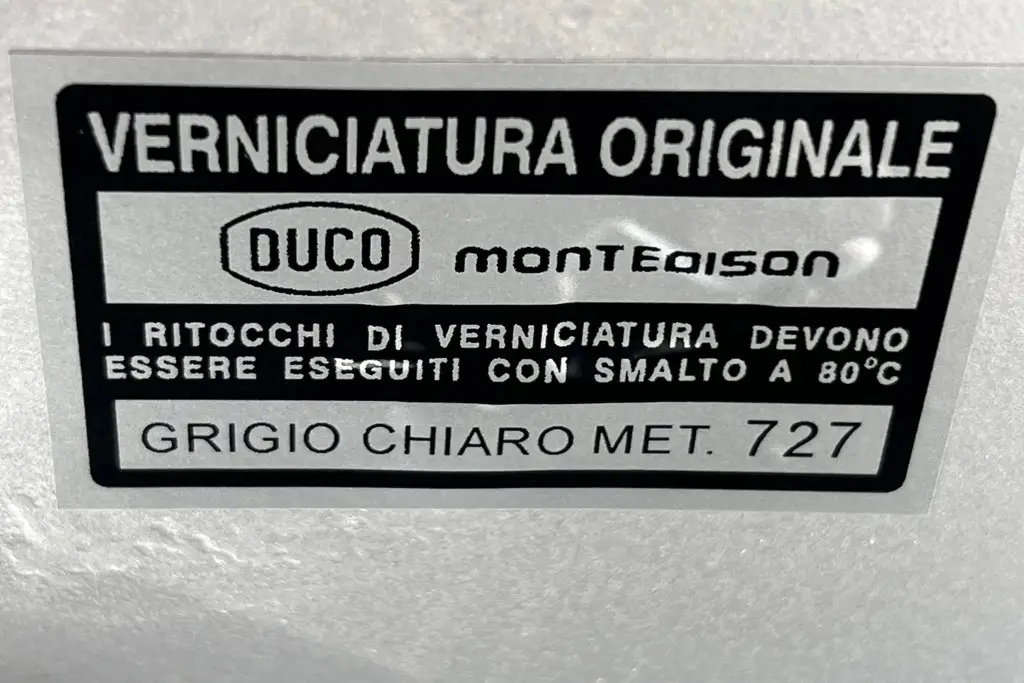 VERNICIATURA ORIGINALE
DUCO MONTEDISON
I RITOCCHI DI VERNICIATURA DEVONO
ESSERE ESEGUITI CON SMALTO A 80°C
GRIGIO CHIARO MET. 727